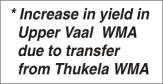 * Increase in yield in
Upper Vaal WMA
due to transfer
from Thukela WMA